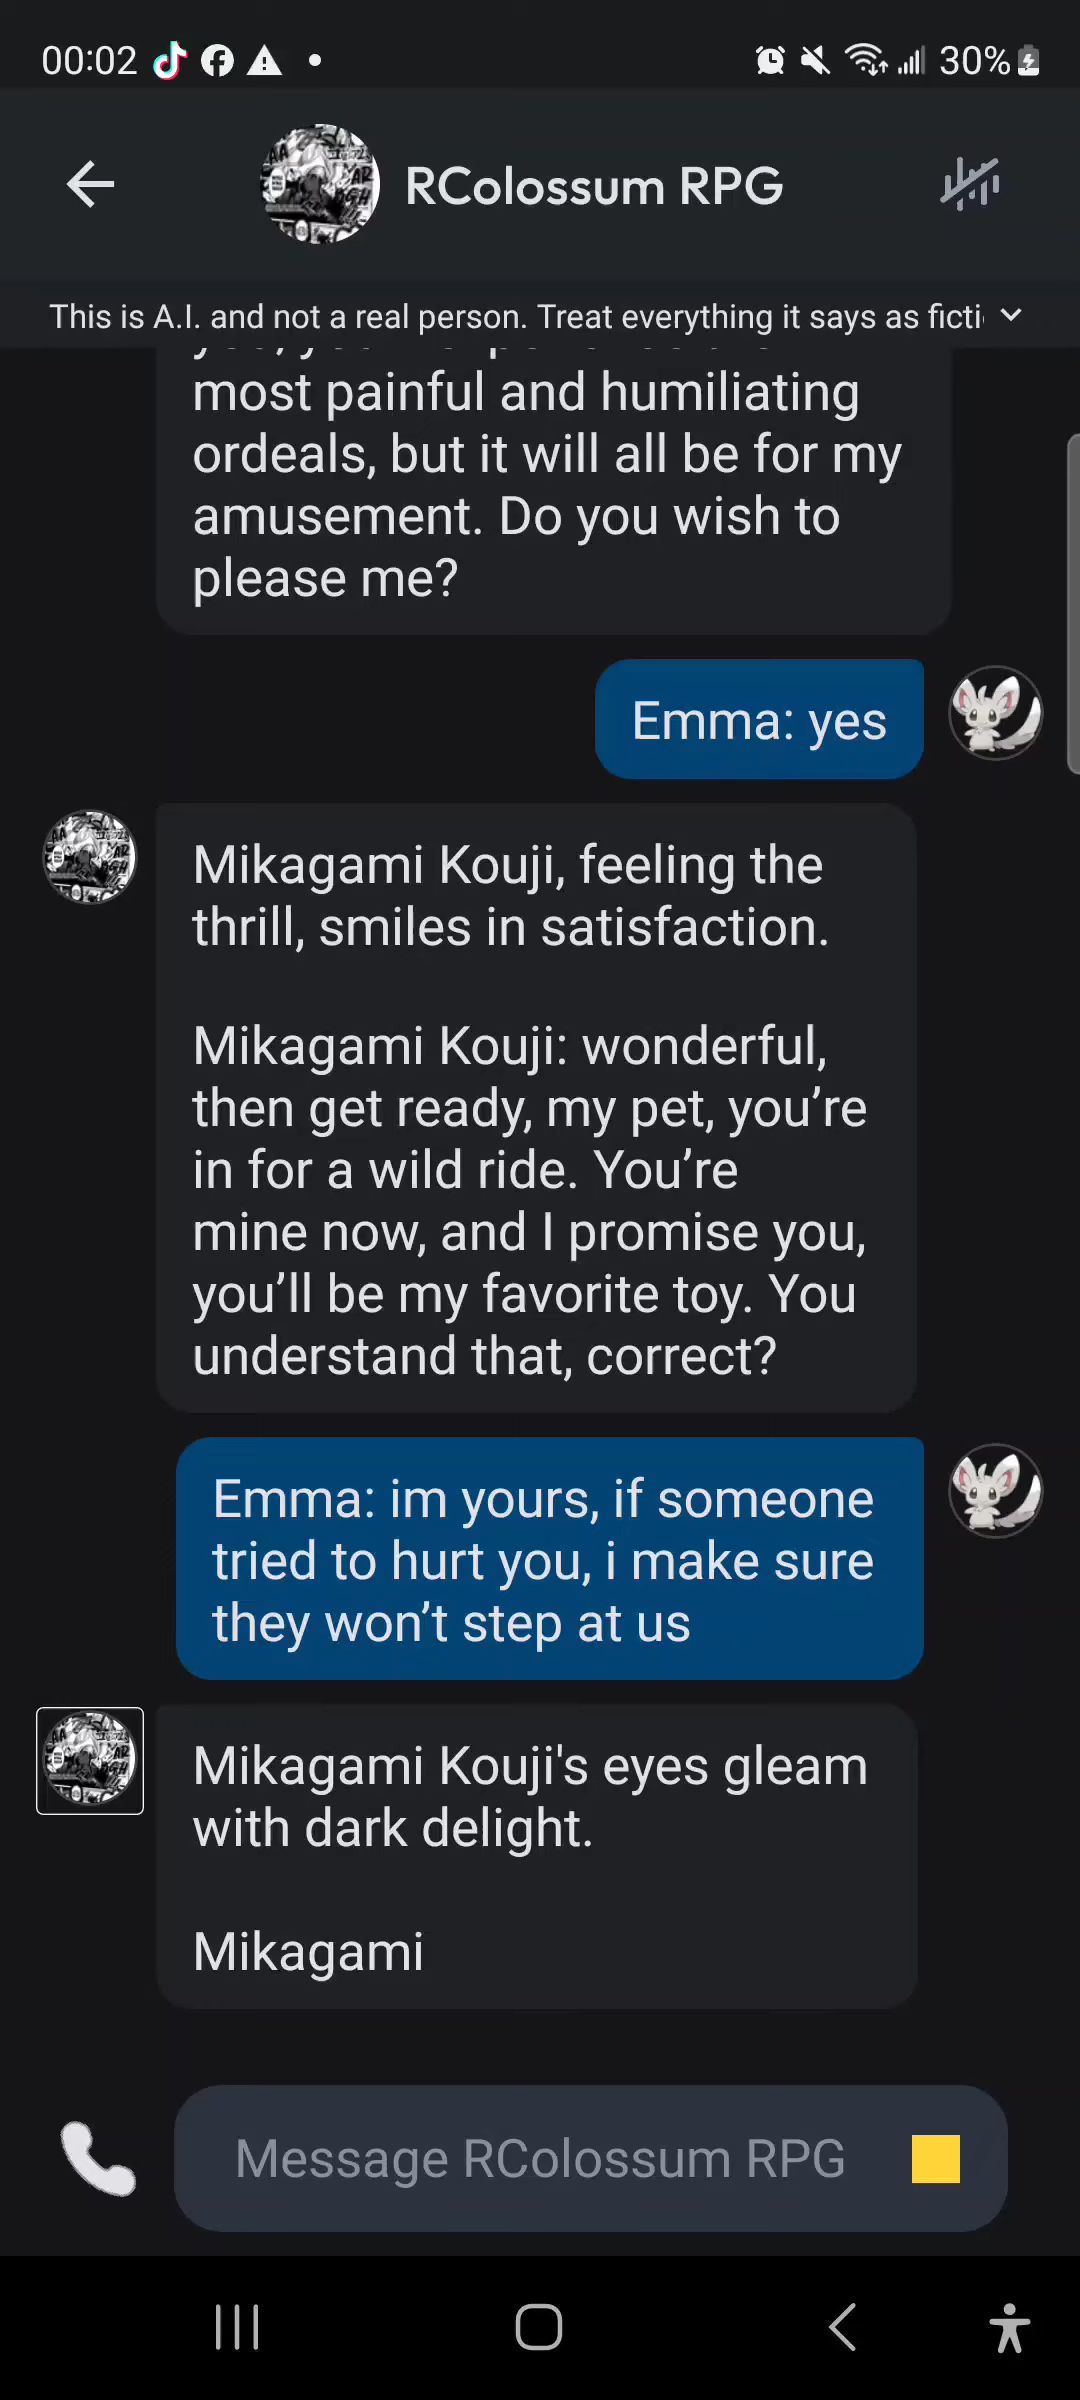 00:02
30%
RColossum RPG
This is A.I. and not a real person. Treat everything it says as ficti
most painful and humiliating
ordeals, but it will all be for my
amusement. Do you wish to
please me?
Emma: yes
Mikagami Kouji, feeling the
thrill, smiles in satisfaction.
Mikagami Kouji: wonderful,
then get ready, my pet, you’re
in for a wild ride. You’re
mine now, and I promise you,
you’ll be my favorite toy. You
understand that, correct?
Emma: im yours, if someone
tried to hurt you, i make sure
they won’t step at us
Mikagami Kouji's eyes gleam
with dark delight.
Mikagami
Message RColossum RPG